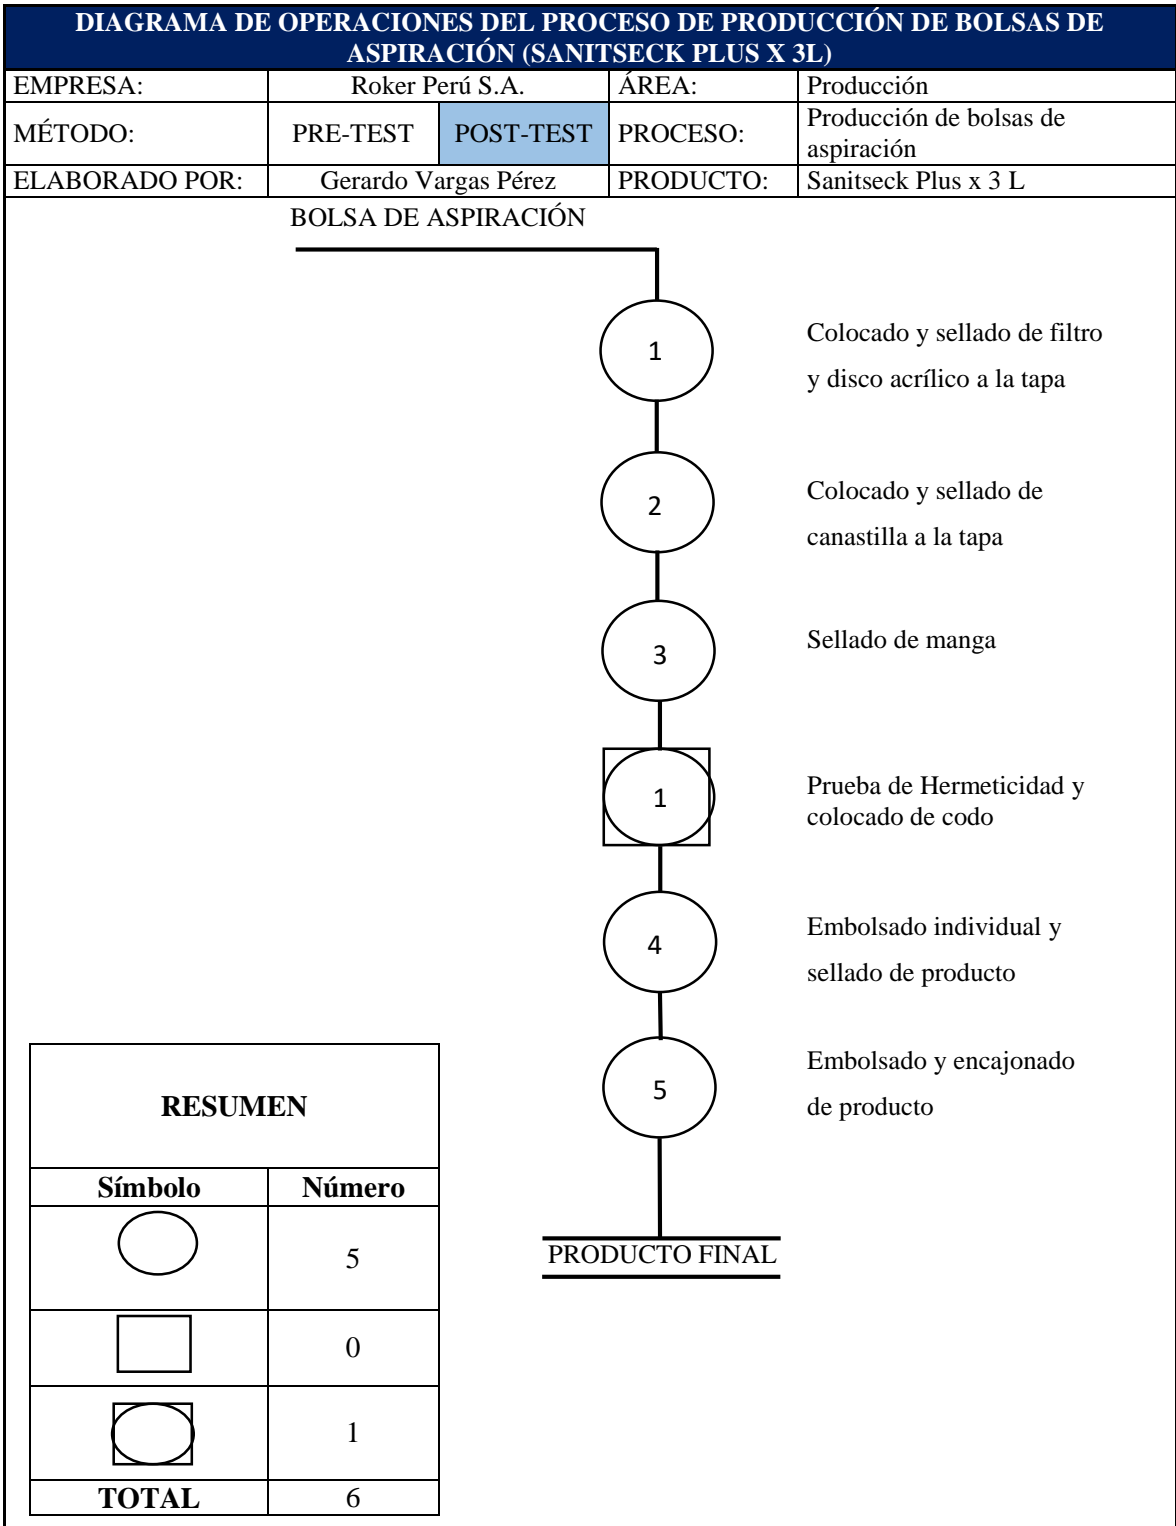 DIAGRAMA DE OPERACIONES DEL PROCESO DE PRODUCCIÓN DE BOLSAS DE
ASPIRACIÓN (SANITSECK PLUS X 3L)
EMPRESA: Roker Perú S.A. ÁREA: Producción
MÉTODO: PRE-TEST POST-TEST PROCESO: Producción de bolsas de
aspiración
ELABORADO POR: Gerardo Vargas Pérez PRODUCTO: Sanitseck Plus x 3 L
BOLSA DE ASPIRACIÓN
1 Colocado y sellado de filtro
y disco acrílico a la tapa
2 Colocado y sellado de
canastilla a la tapa
3 Sellado de manga
1 Prueba de Hermeticidad y
colocado de codo
4 Embolsado individual y
sellado de producto
5 Embolsado y encajonado
de producto
PRODUCTO FINAL
RESUMEN
Símbolo Número
5
0
1
TOTAL 6